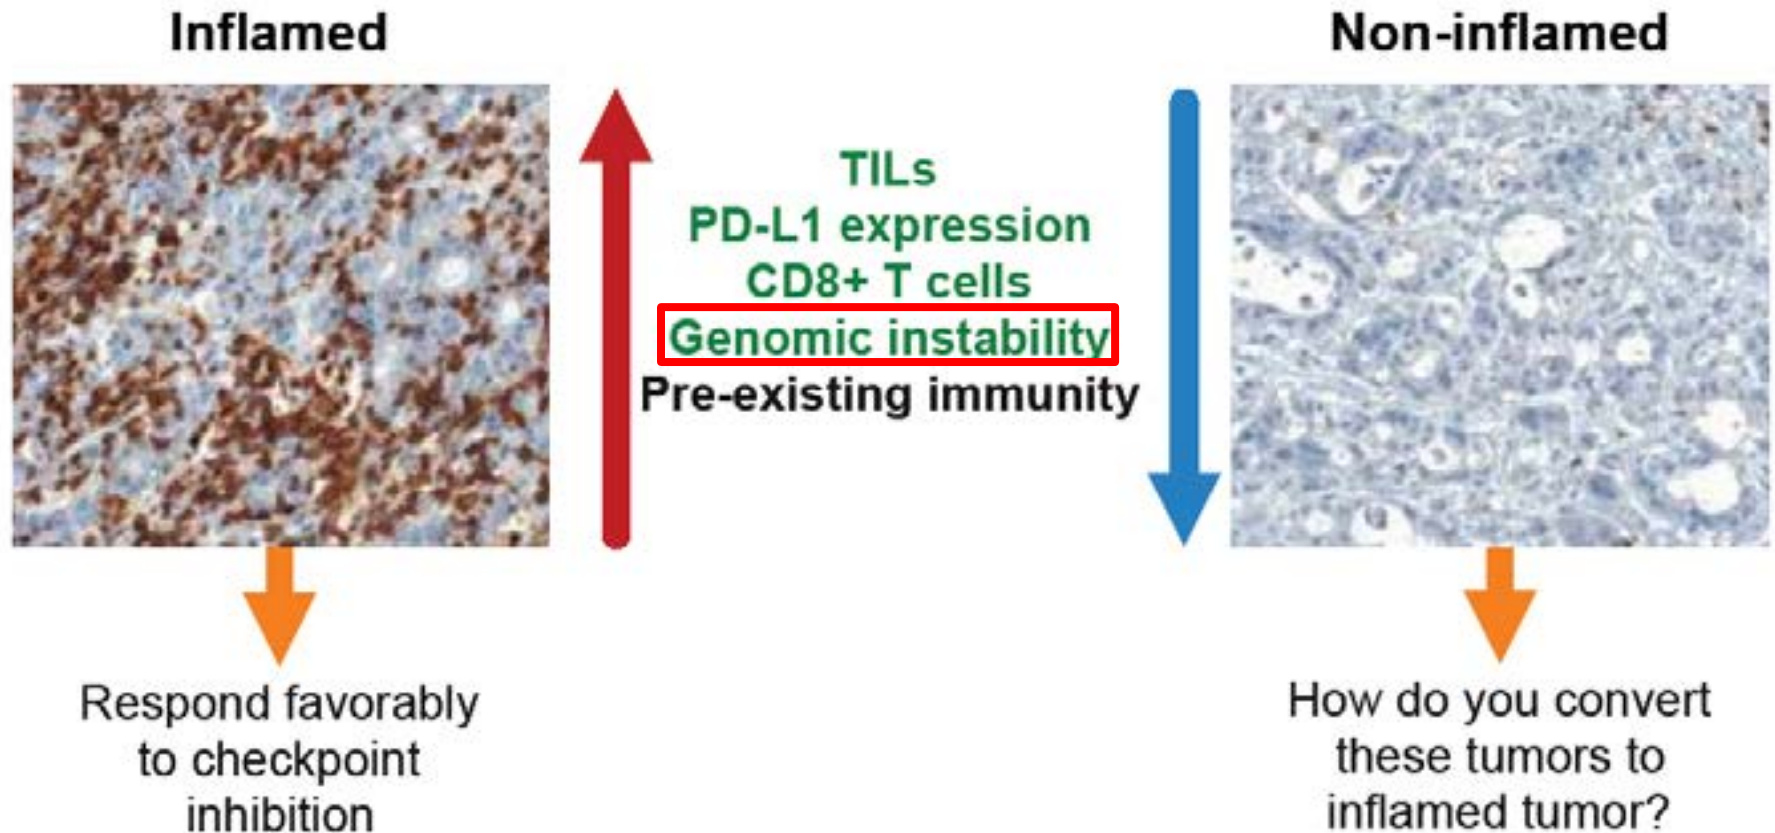 Inflamed
Non-inflamed
TILs
PD-L1 expression
CD8+ T cells
Genomic instability
Pre-existing immunity
Respond favorably
to checkpoint
inhibition
How do you convert
these tumors to
inflamed tumor?